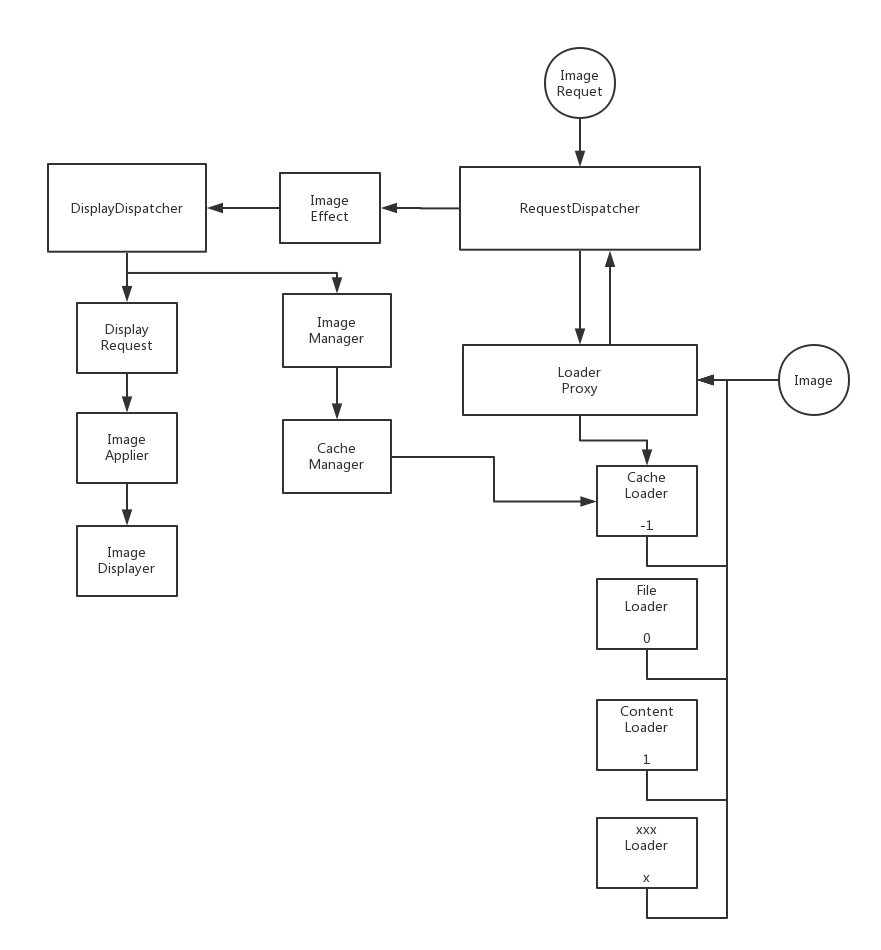 Image
Requet
DisplayDispatcher
Image
Effect
RequestDispatcher
Display
Request
Image
Manager
Loader
Proxy
Image
Image
Applier
Cache
Manager
Cache
Loader
-1
Image
Displayer
File
Loader
0
Content
Loader
1
xxx
Loader
x